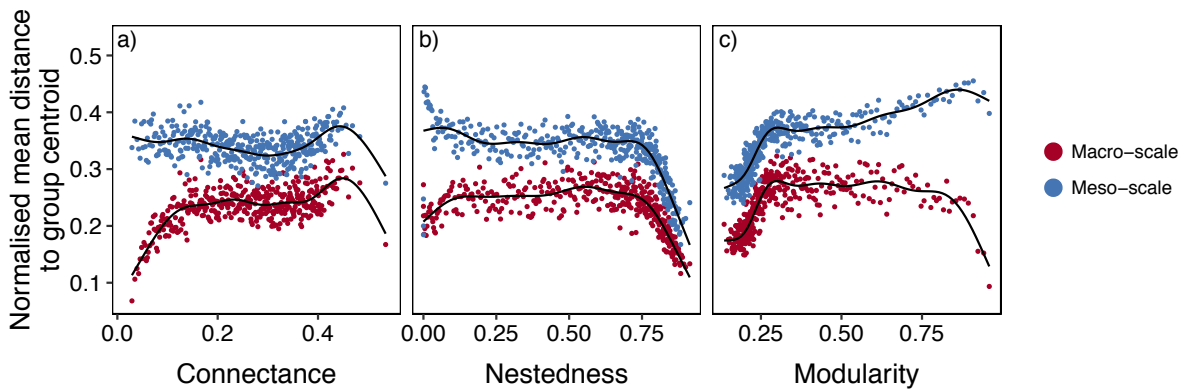 Normalised mean distance
to group centroid
0.5
0.4
0.3
0.2
0.1
a)
b)
c)
0.0
0.2
0.4
0.00
0.25
0.50
0.75
0.25
0.50
0.75
Connectance
Nestedness
Modularity
Macro−scale
Meso−scale